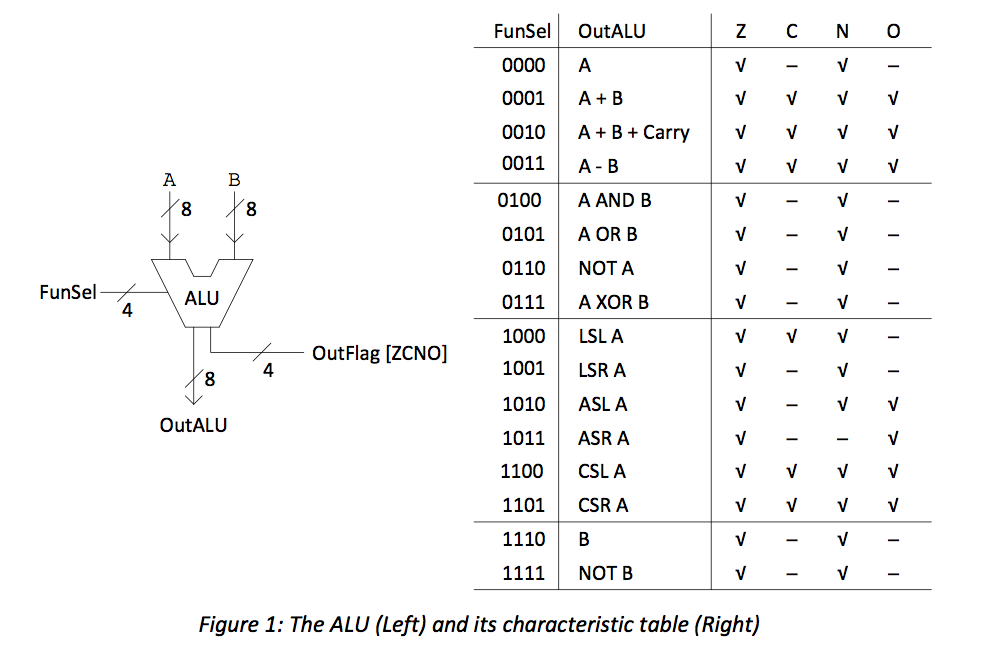 A B
8 8
FunSel
4
ALU
OutFlag [ZCNO]
4
8
OutALU
FunSel OutALU Z C N O
0000 A √ – √ –
0001 A + B √ √ √ √
0010 A + B + Carry √ √ √ √
0011 A - B √ √ √ √
0100 A AND B √ – √ –
0101 A OR B √ – √ –
0110 NOT A √ – √ –
0111 A XOR B √ – √ –
1000 LSL A √ √ √ –
1001 LSR A √ – √ –
1010 ASL A √ – √ √
1011 ASR A √ – – √
1100 CSL A √ √ √ √
1101 CSR A √ √ √ √
1110 B √ – √ –
1111 NOT B √ – √ –
Figure 1: The ALU (Left) and its characteristic table (Right)